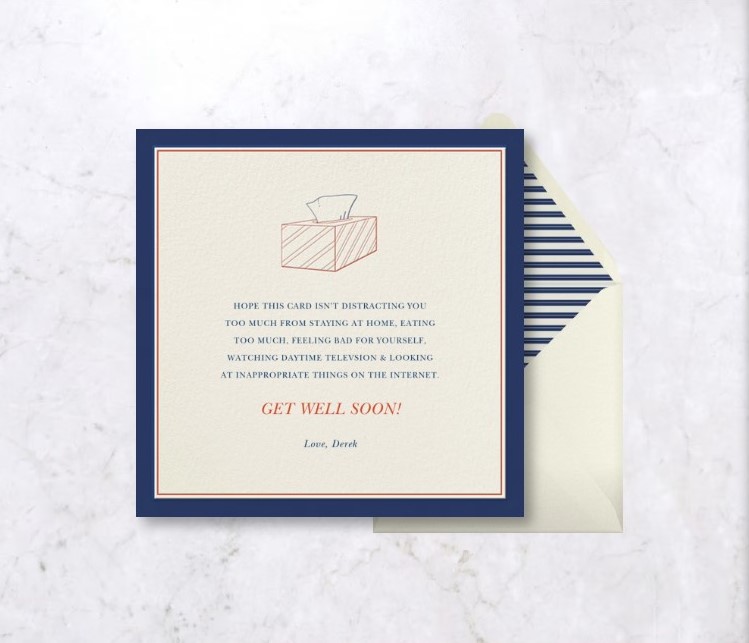 HOPE THIS CARD ISN'T DISTRACTING YOU
TOO MUCH FROM STAYING AT HOME, EATING
TOO MUCH, FEELING BAD FOR YOURSELF,
WATCHING DAYTIME TELEVSION & LOOKING
AT INAPPROPRIATE THINGS ON THE INTERNET.
GET WELL SOON!
Love, Derek